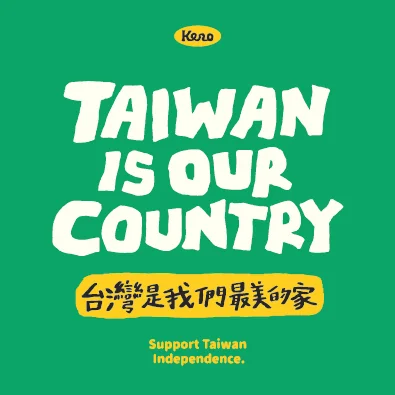 Kero
TAIWAN
IS OUR
COUNTRY
台灣是我們最美的家
Support Taiwan
Independence.